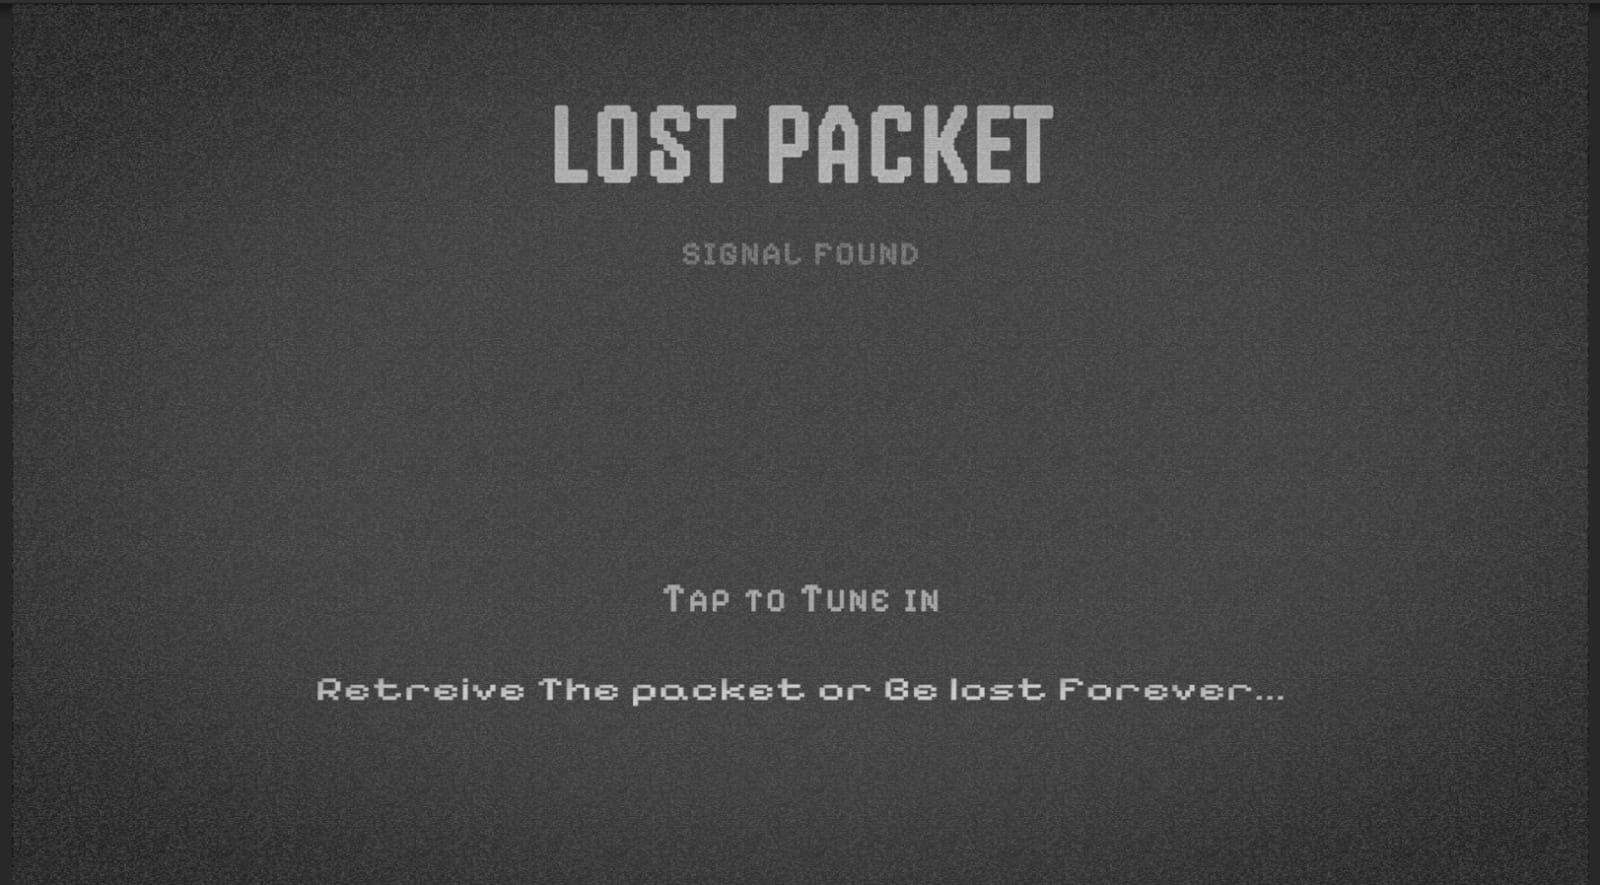 LOST PACKET
SIGNAL FOUND
Tap to Tune in
Retreive The packet or Be lost Forever...